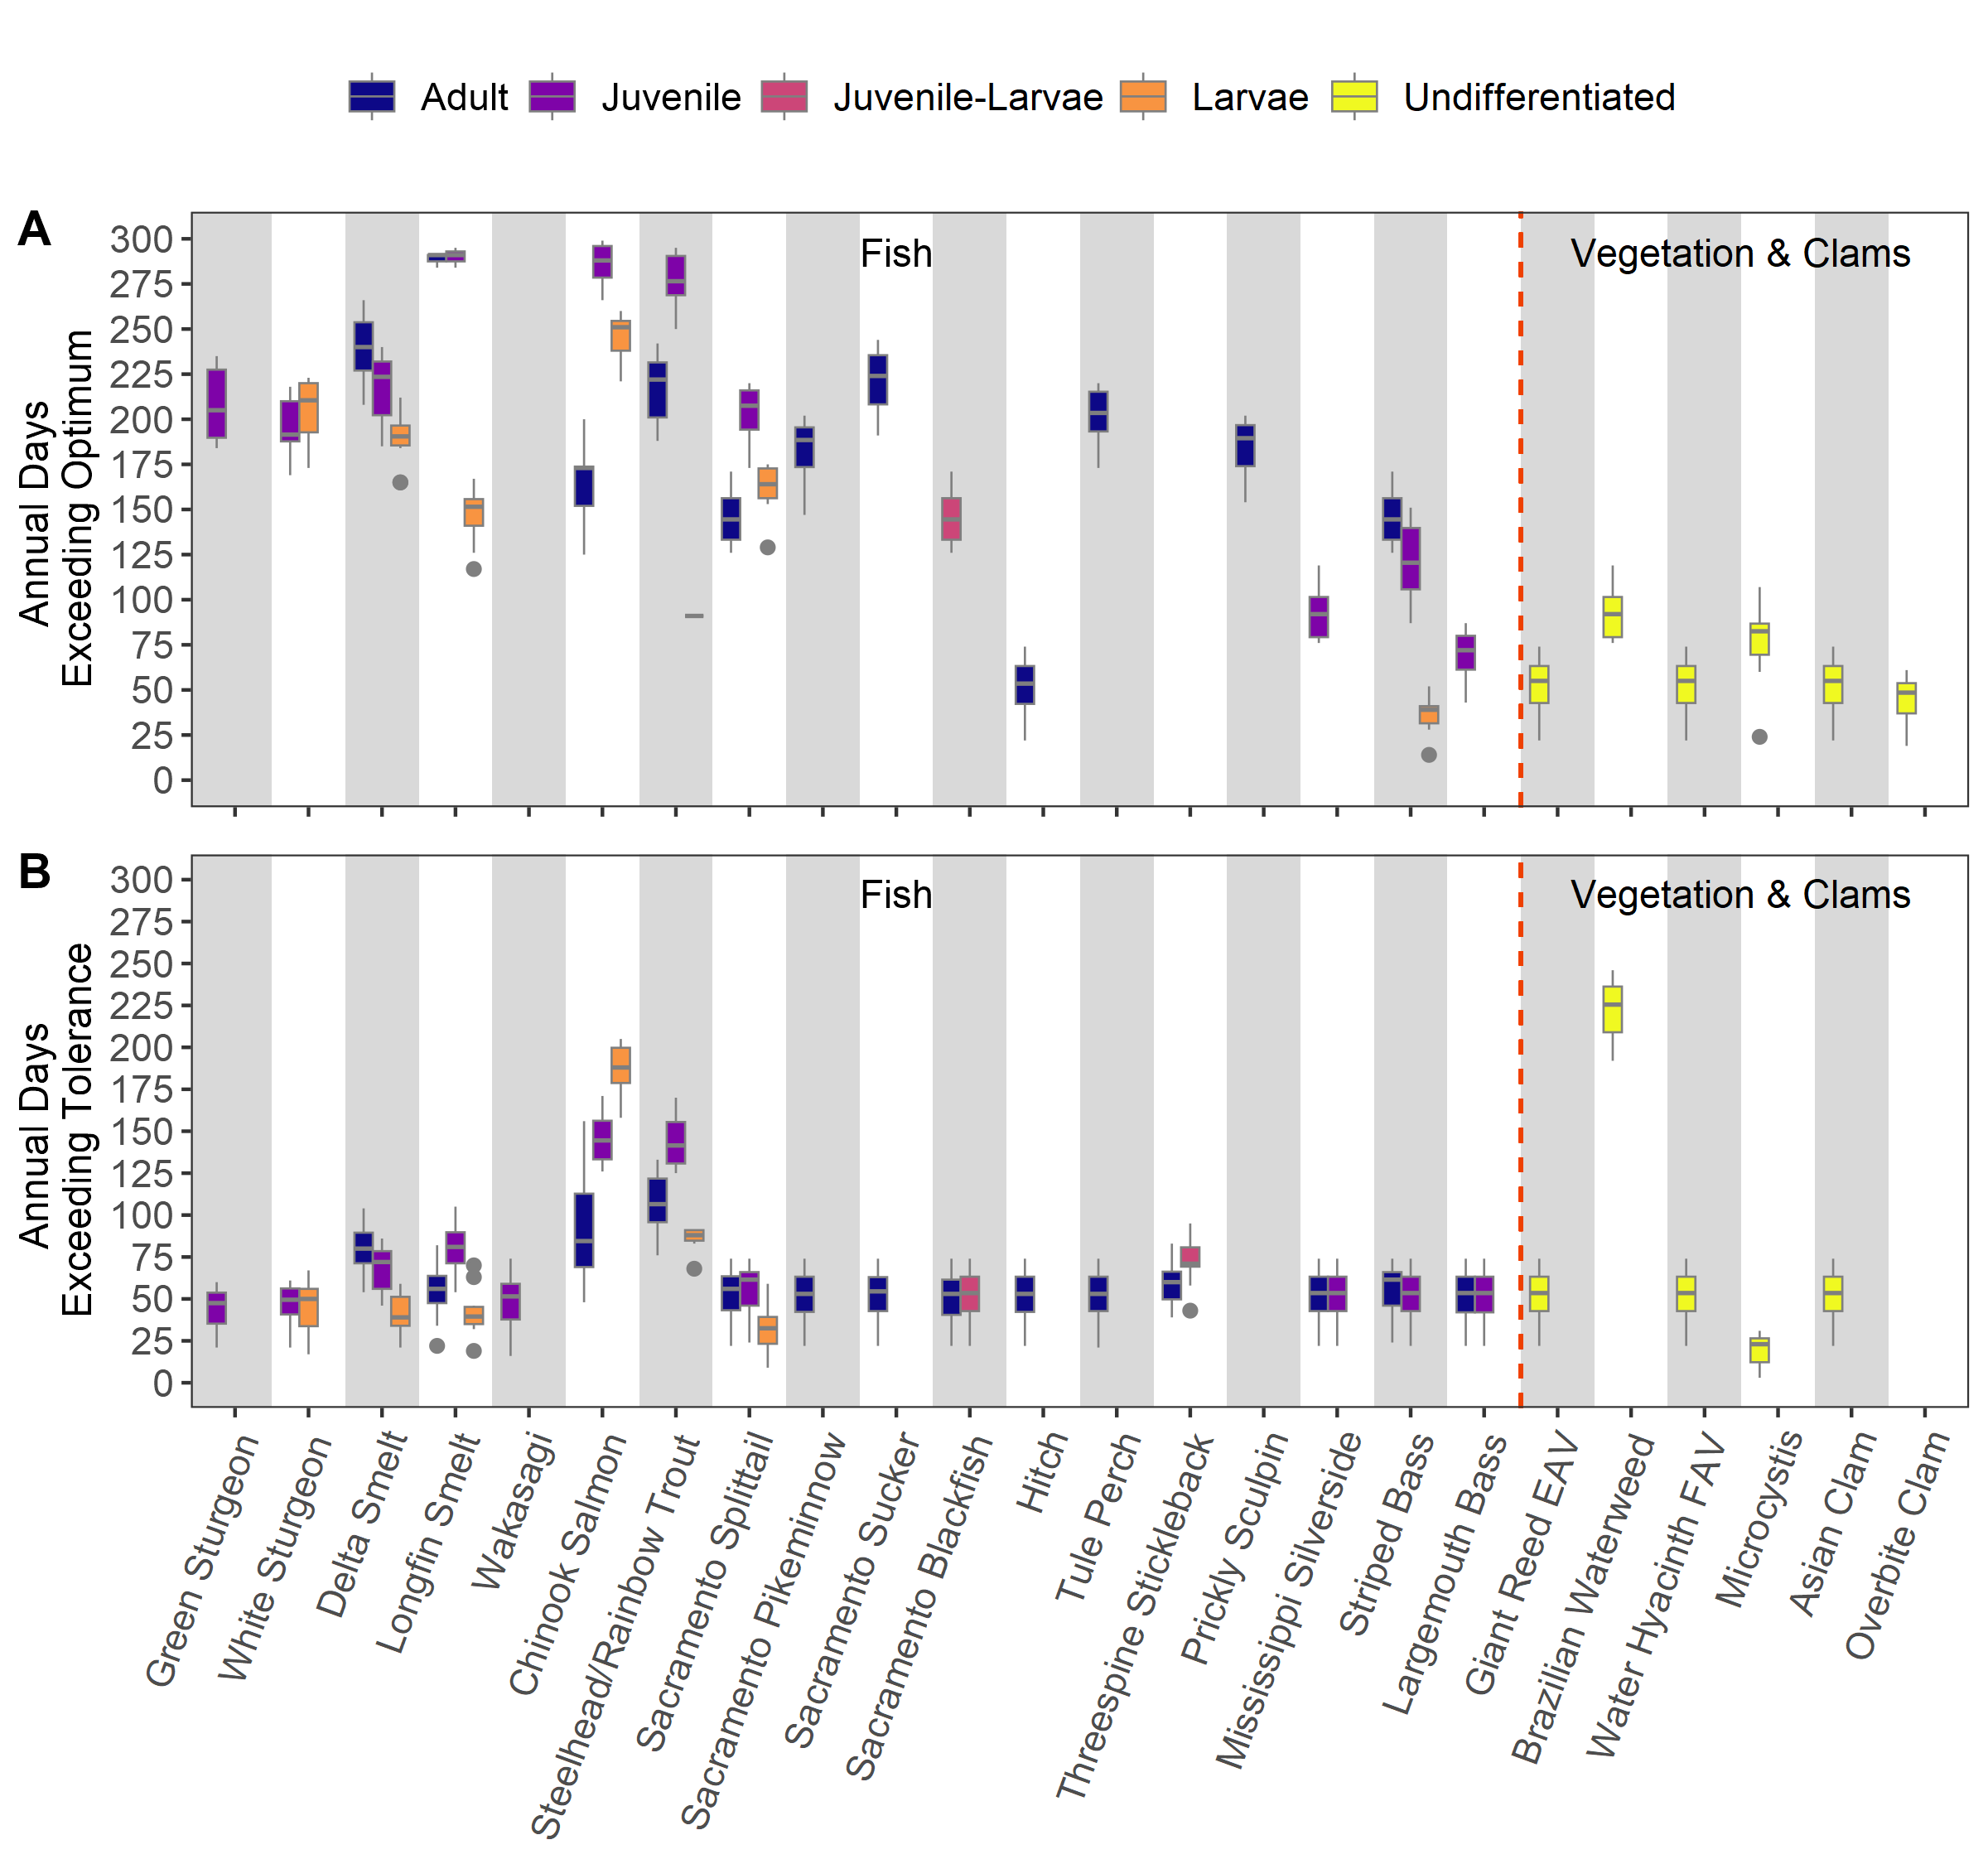 Adult Juvenile Juvenile-Larvae Larvae Undifferentiated
A
Annual Days
Exceeding Optimum
300
275
250
225
200
175
150
125
100
75
50
25
0
Fish Vegetation & Clams
B
Annual Days
Exceeding Tolerance
300
275
250
225
200
175
150
125
100
75
50
25
0
Fish Vegetation & Clams
Green Sturgeon
White Sturgeon
Delta Smelt
Longfin Smelt
Wakasagi
Chinook Salmon
Steelhead/Rainbow Trout
Sacramento Splittail
Sacramento Pikeminnow
Sacramento Sucker
Sacramento Blackfish
Hitch
Tule Perch
Threespine Stickleback
Prickly Sculpin
Mississippi Silverside
Striped Bass
Largemouth Bass
Giant Reed EAV
Brazilian Waterweed
Water Hyacinth FAV
Microcystis
Asian Clam
Overbite Clam